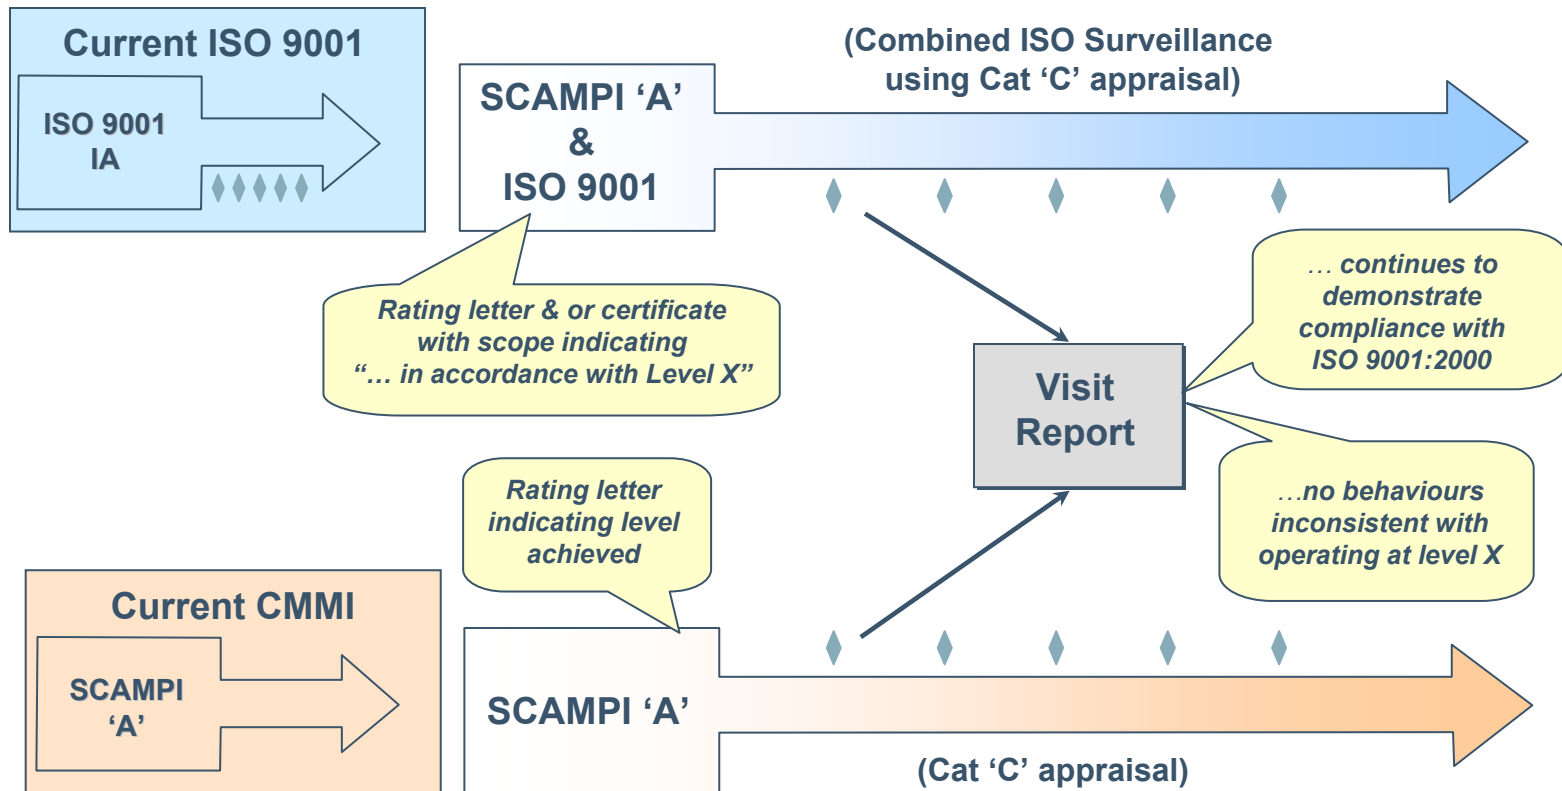 Current ISO 9001
ISO 9001
IA
SCAMPI ‘A’
&
ISO 9001
(Combined ISO Surveillance
using Cat ‘C’ appraisal)
Rating letter & or certificate
with scope indicating
“… in accordance with Level X”
… continues to
demonstrate
compliance with
ISO 9001:2000
Visit
Report
Rating letter
indicating level
achieved
…no behaviours
inconsistent with
operating at level X
Current CMMI
SCAMPI
‘A’
SCAMPI ‘A’
(Cat ‘C’ appraisal)